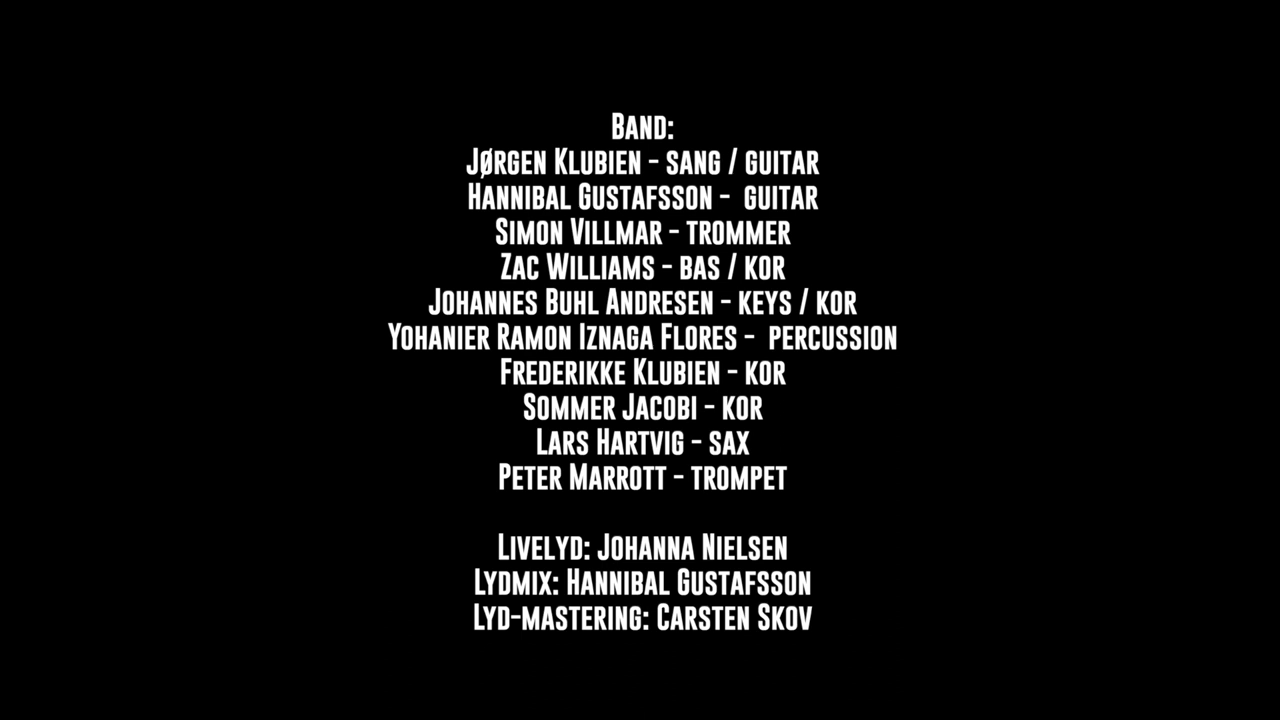 Band:
Jørgen Klubien - sang / guitar
Hannibal Gustafsson -  guitar
Simon Villmar - trommer
Zac Williams - bas / kor
Johannes Buhl Andresen - keys / kor
Yohanier Ramon Iznaga Flores -  percussion
Frederikke Klubien - kor
Sommer Jacobi - kor
Lars Hartvig - sax
Peter Marrott - trompet
Livelyd: Johanna Nielsen
Lydmix: Hannibal Gustafsson
Lyd-mastering: Carsten Skov